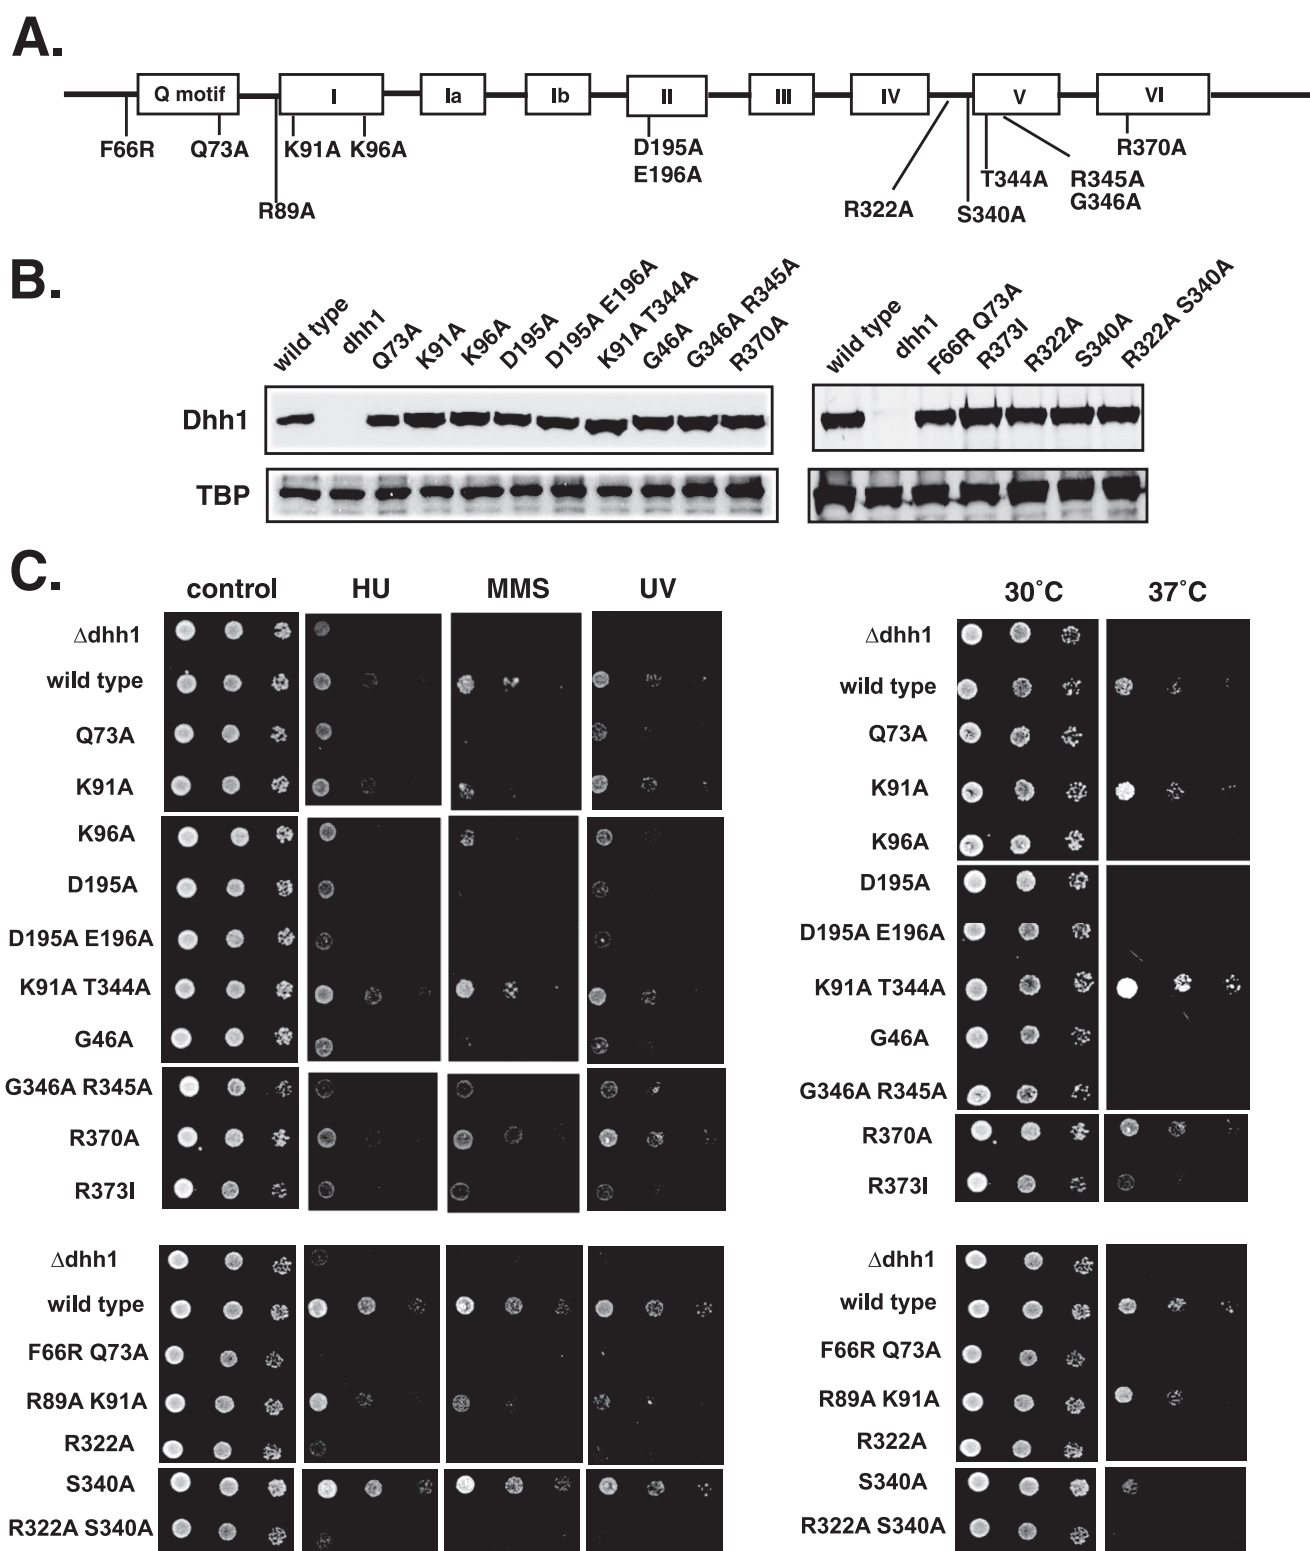 A.
Q motif I Ia Ib II III IV V VI
F66R Q73A K91A K96A D195A R370A
E196A
T344A R345A
R89A R322A S340A G346A
B.
wild type dhh1 Q73A K91A K96A D195A D195A E196A K91A T344A G46A G346A R345A R370A
wild type dhh1 F66R Q73A R373I R322A S340A R322A S340A
Dhh1
TBP
C.
control HU MMS UV 30˚C 37˚C
Δdhh1 Δdhh1
wild type wild type
Q73A Q73A
K91A K91A
K96A K96A
D195A D195A
D195A E196A D195A E196A
K91A T344A K91A T344A
G46A G46A
G346A R345A G346A R345A
R370A R370A
R373I R373I
Δdhh1 Δdhh1
wild type wild type
F66R Q73A F66R Q73A
R89A K91A R89A K91A
R322A R322A
S340A S340A
R322A S340A R322A S340A